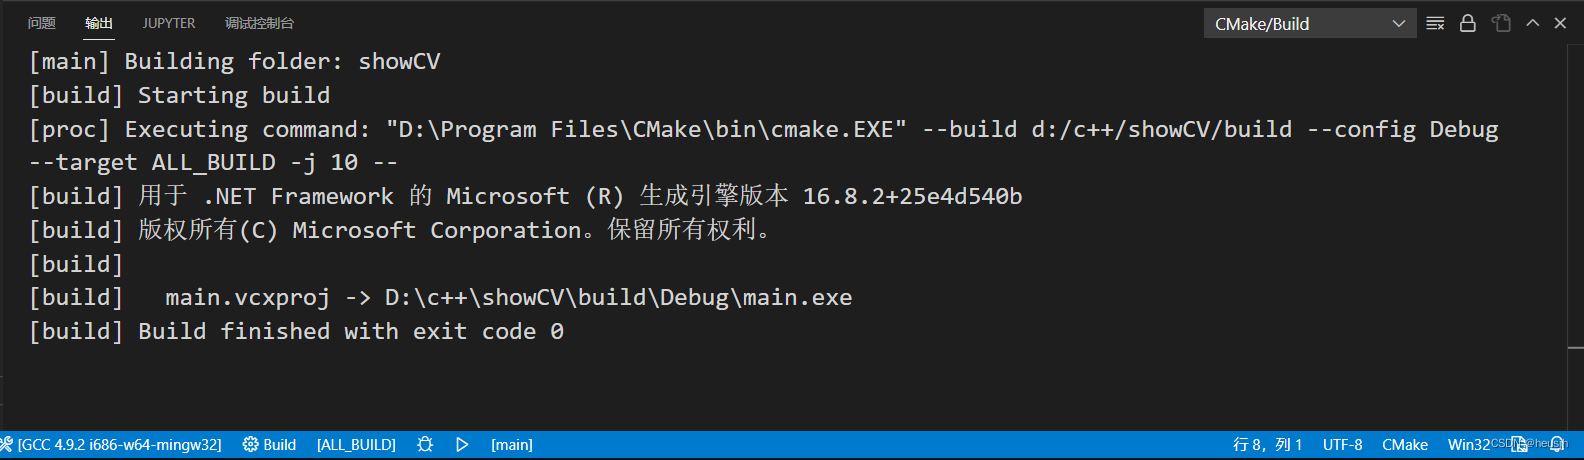 问题 输出 JUPYTER 调试控制台 CMake/Build
[main] Building folder: showCV
[build] Starting build
[proc] Executing command: "D:\Program Files\CMake\bin\cmake.EXE" --build d:/c++/showCV/build --config Debug
--target ALL_BUILD -j 10 --
[build] 用于 .NET Framework 的 Microsoft (R) 生成引擎版本 16.8.2+25e4d540b
[build] 版权所有(C) Microsoft Corporation。保留所有权利。
[build]
[build]   main.vcxproj -> D:\c++\showCV\build\Debug\main.exe
[build] Build finished with exit code 0
[GCC 4.9.2 i686-w64-mingw32] Build [ALL_BUILD] [main] 行 8，列 1 UTF-8 CMake Win32